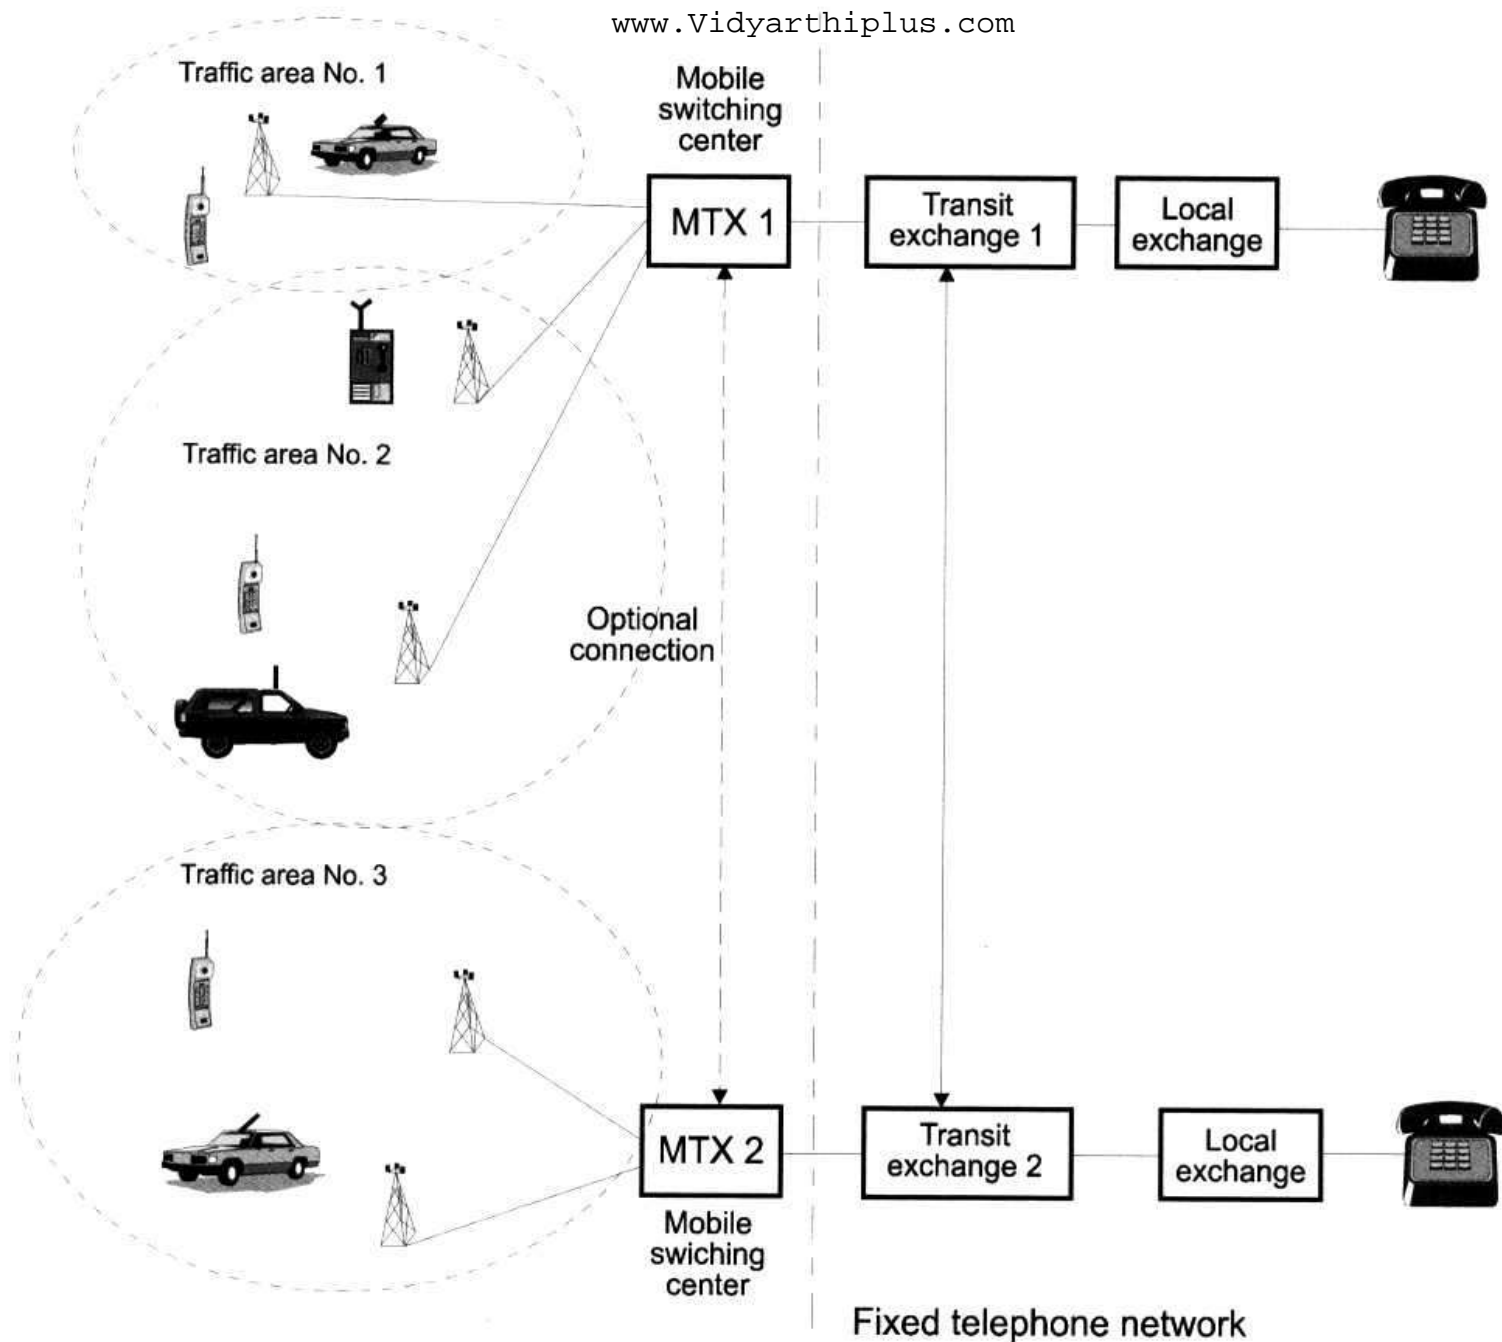 www.Vidyarthiplus.com
Traffic area No. 1
Mobile
switching
center
MTX 1
Transit
exchange 1
Local
exchange
Traffic area No. 2
Optional
connection
Traffic area No. 3
MTX 2
Transit
exchange 2
Local
exchange
Mobile
swiching
center
Fixed telephone network